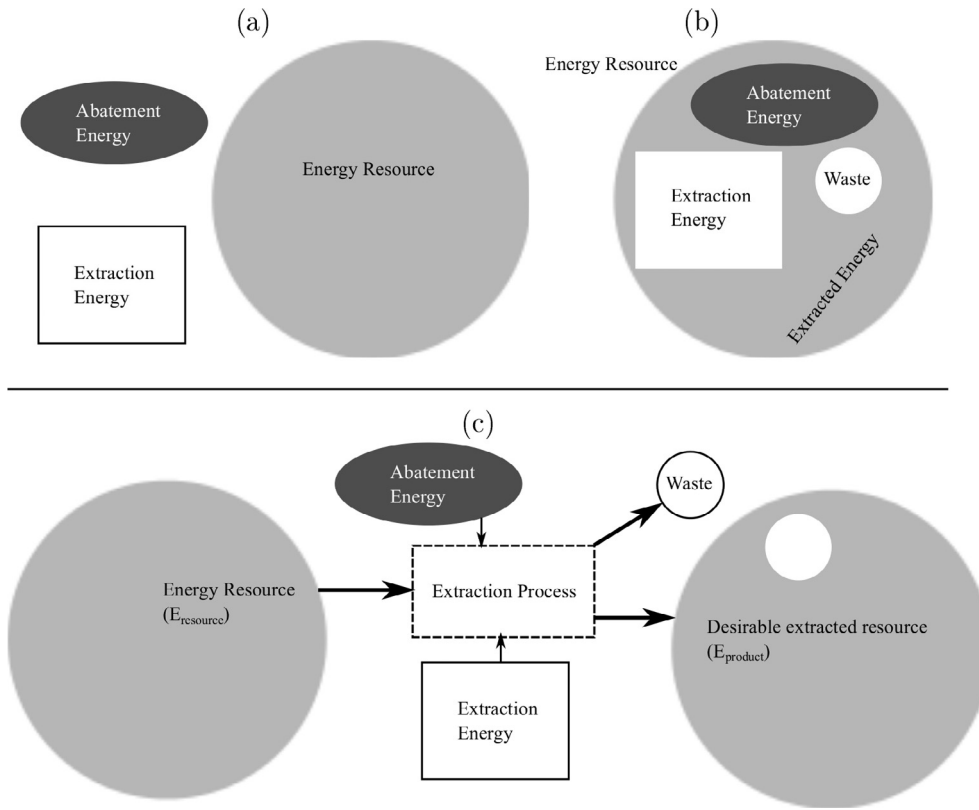 (a)
Abatement
Energy
Energy Resource
Extraction
Energy
(b)
Energy Resource
Abatement
Energy
Extraction
Energy
Waste
Extracted Energy
(c)
Abatement
Energy
Waste
Energy Resource
(Eresource)
Extraction Process
Desirable extracted resource
(Eproduct)
Extraction
Energy